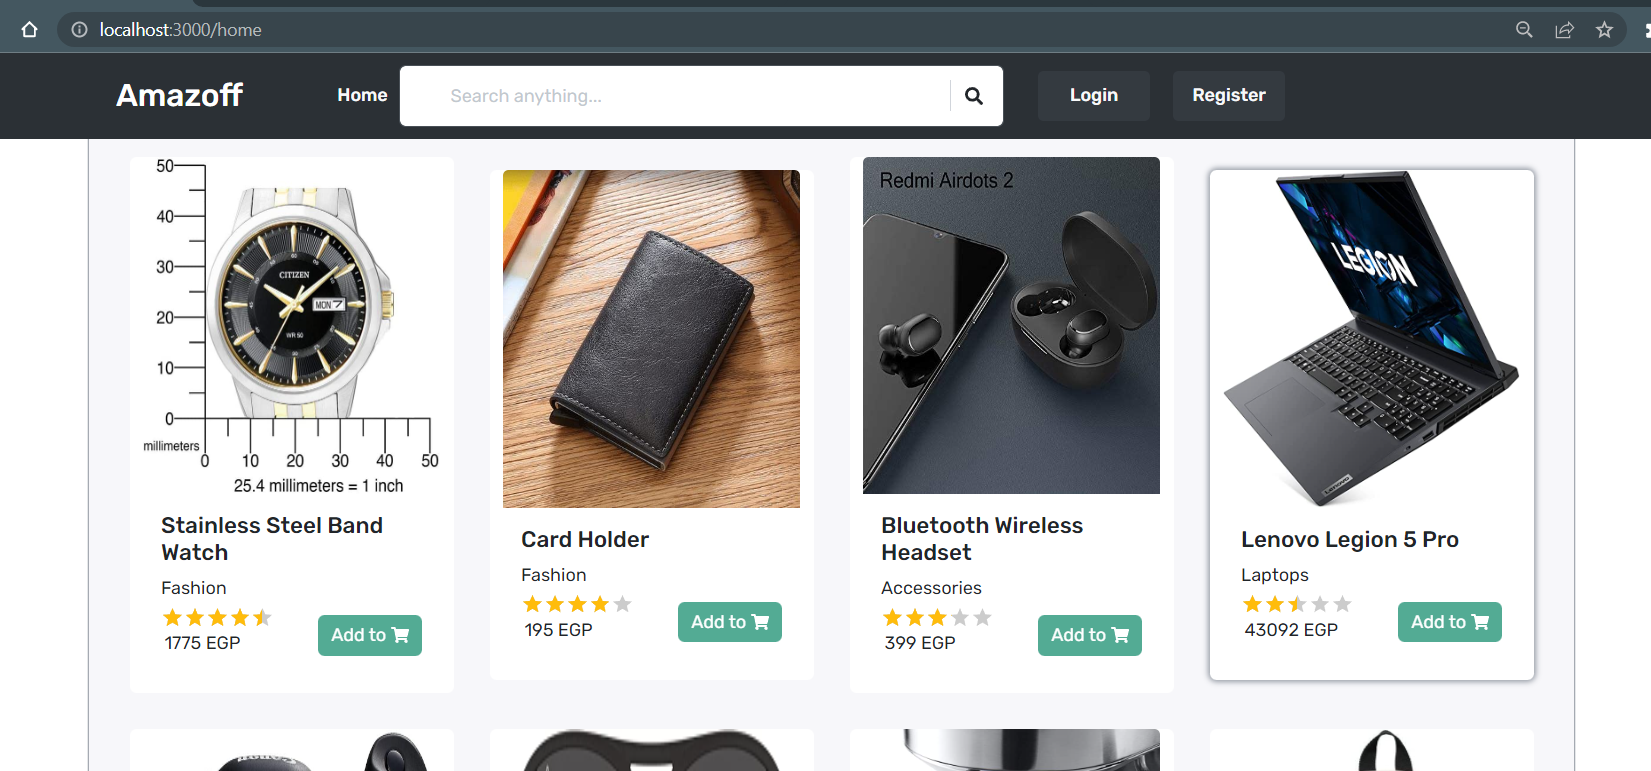 localhost:3000/home
Amazoff
Home
Search anything...
Login
Register
50
40
30
20
10
0
millimeters
0 10 20 30 40 50
25.4 millimeters = 1 inch
CITIZEN
MON 7
WR 50
Stainless Steel Band
Watch
Fashion
1775 EGP
Add to
Card Holder
Fashion
195 EGP
Add to
Redmi Airdots 2
Bluetooth Wireless
Headset
Accessories
399 EGP
Add to
LEGION
Lenovo
Lenovo Legion 5 Pro
Laptops
43092 EGP
Add to
Canon